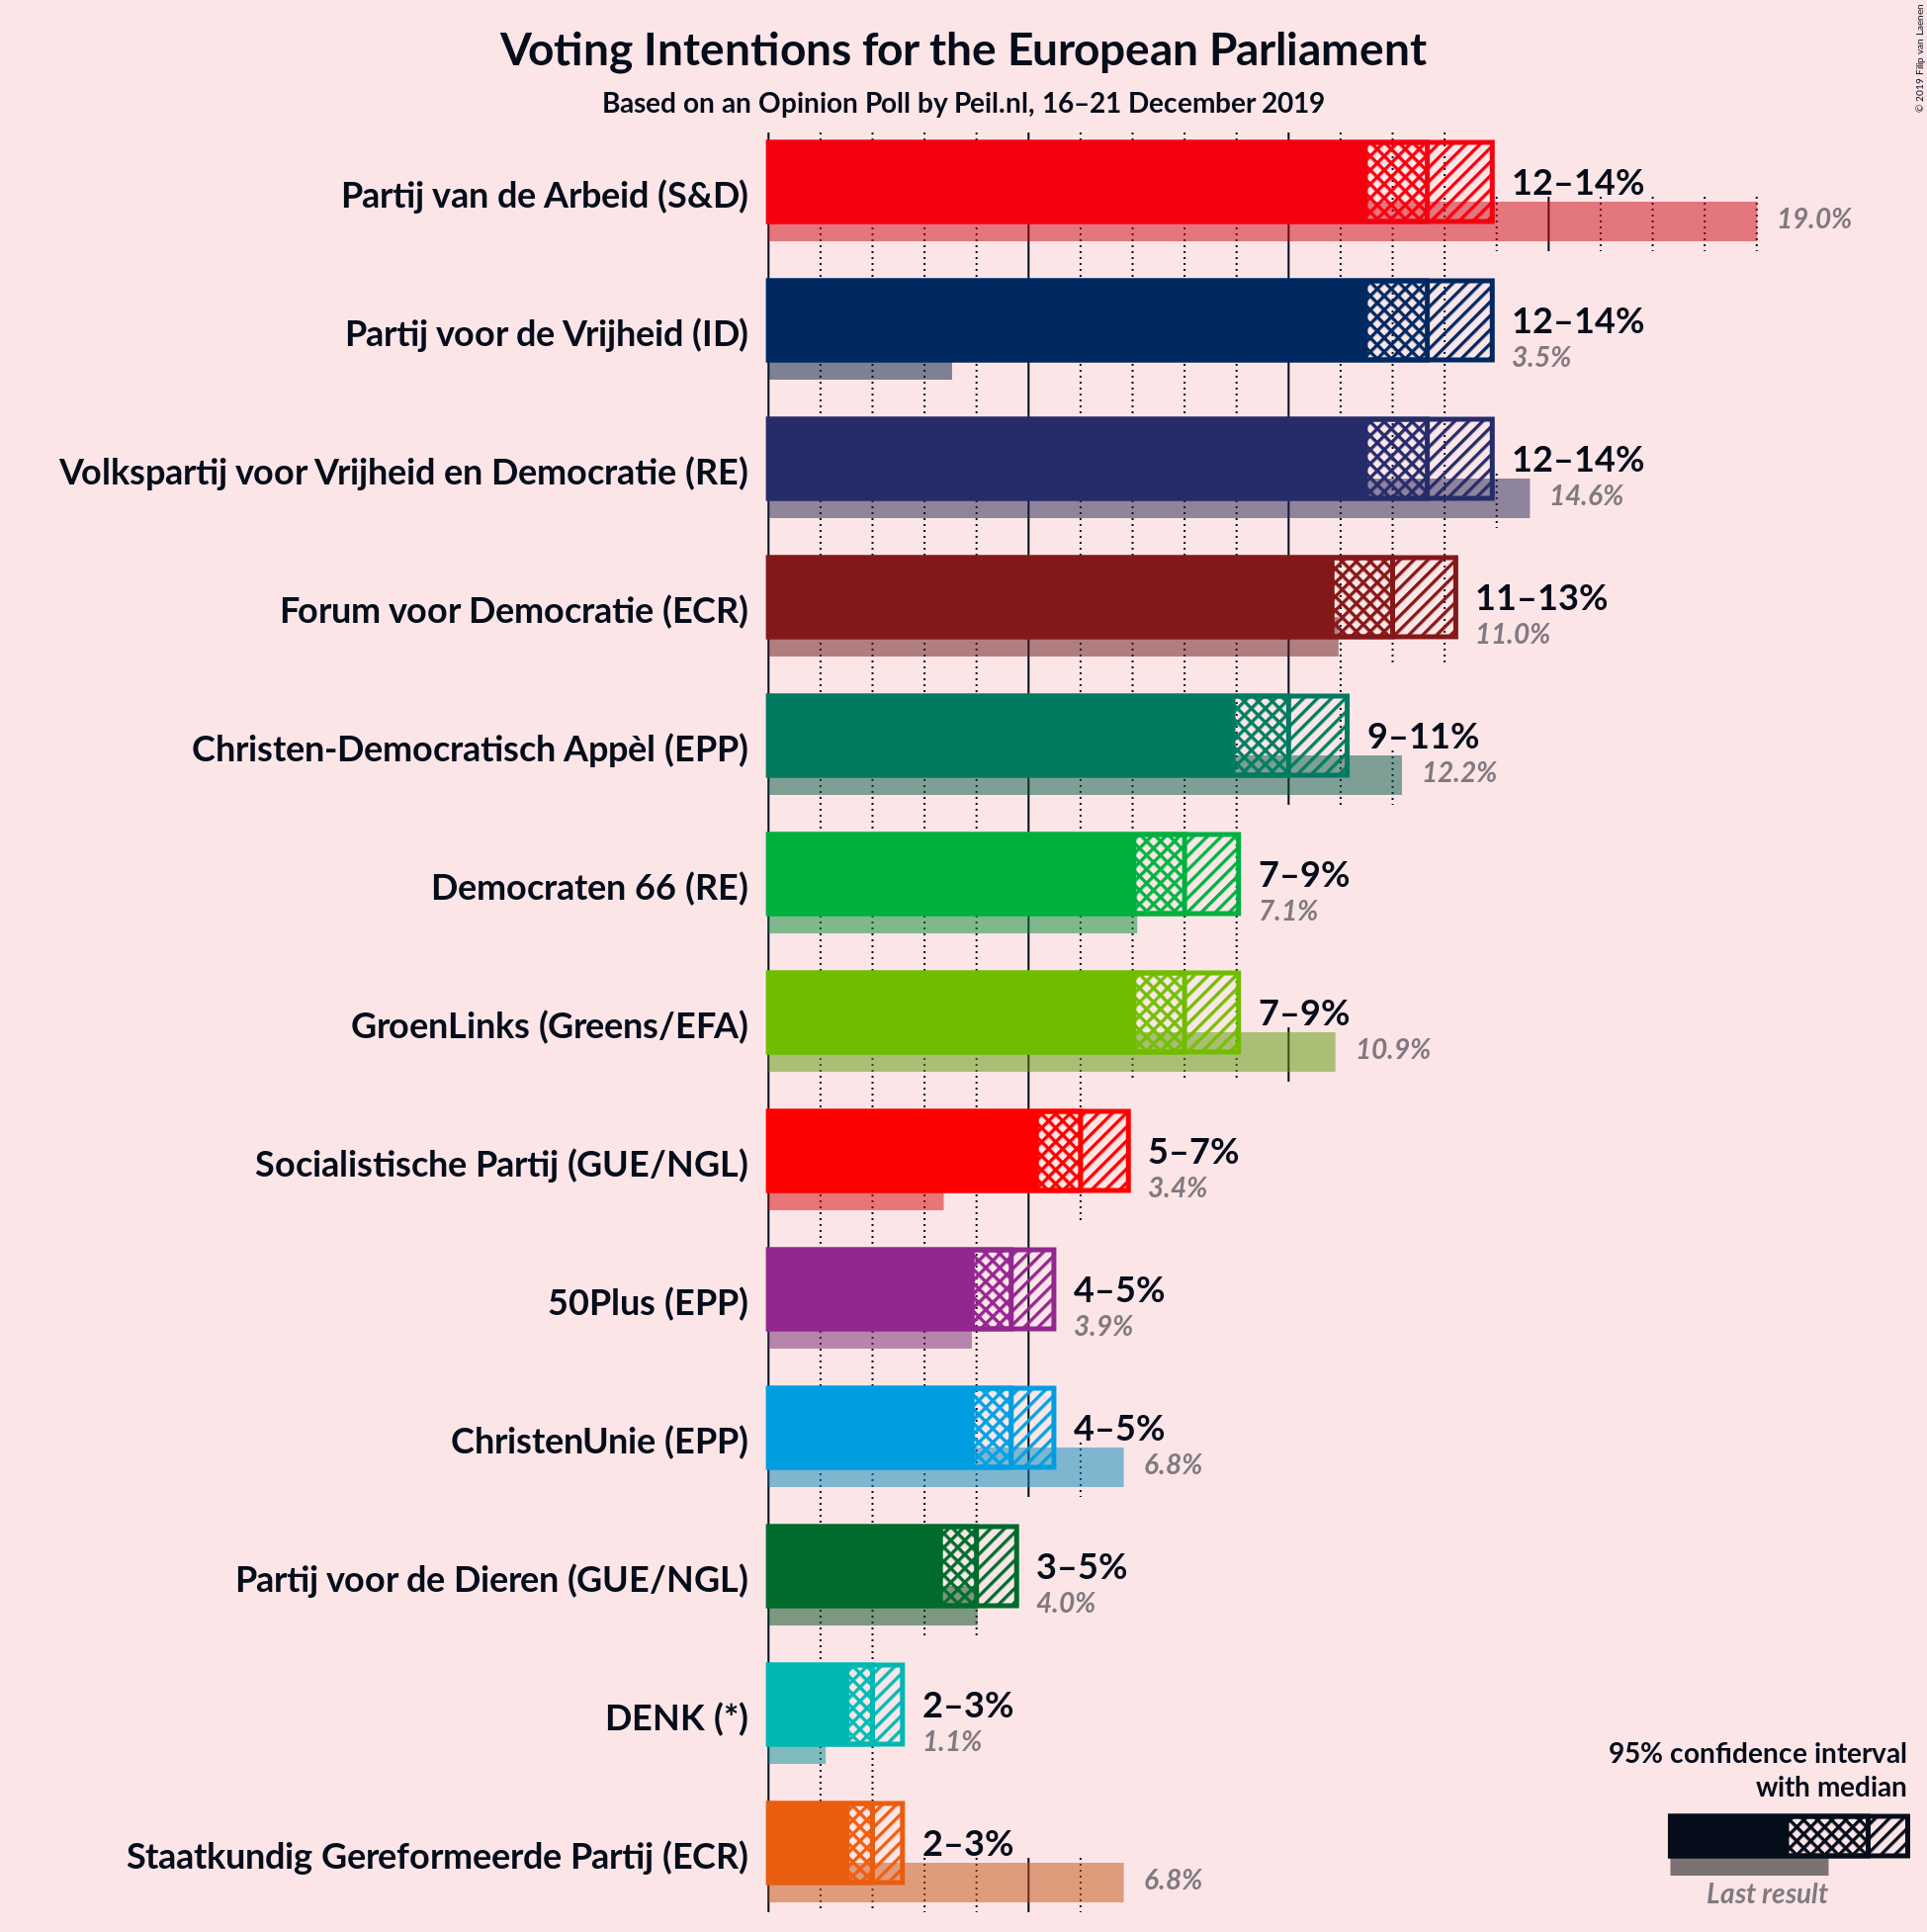 Voting Intentions for the European Parliament
Based on an Opinion Poll by Peil.nl, 16–21 December 2019
© 2019 Filip van Laenen
Partij van de Arbeid (S&D)
12–14%
19.0%
Partij voor de Vrijheid (ID)
12–14%
3.5%
Volkspartij voor Vrijheid en Democratie (RE)
12–14%
14.6%
Forum voor Democratie (ECR)
11–13%
11.0%
Christen-Democratisch Appèl (EPP)
9–11%
12.2%
Democraten 66 (RE)
7–9%
7.1%
GroenLinks (Greens/EFA)
7–9%
10.9%
Socialistische Partij (GUE/NGL)
5–7%
3.4%
50Plus (EPP)
4–5%
3.9%
ChristenUnie (EPP)
4–5%
6.8%
Partij voor de Dieren (GUE/NGL)
3–5%
4.0%
DENK (*)
2–3%
1.1%
Staatkundig Gereformeerde Partij (ECR)
2–3%
6.8%
95% confidence interval
with median
Last result